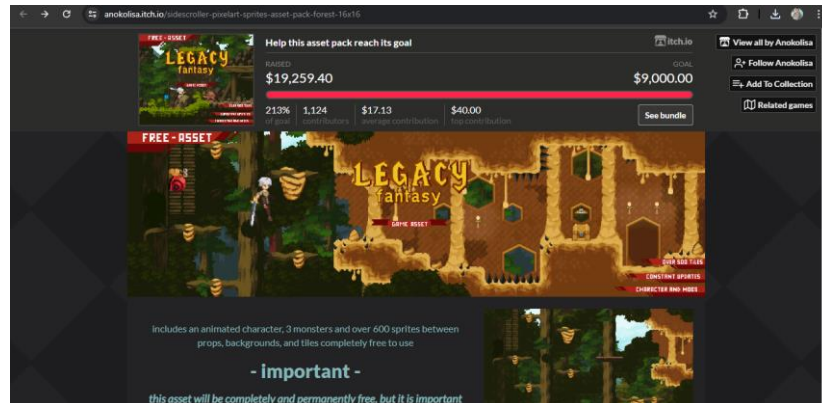 anokolisa.itch.io/sidescroller-pixelart-sprites-asset-pack-forest-16x16
FREE-ASSET
LEGACY
fantasy
Help this asset pack reach its goal
itch.io
RAISED
GOAL
$19,259.40
$9,000.00
213%
of goal
1,124
contributors
$17.13
average contribution
$40.00
top contribution
See bundle
View all by Anokolisa
Follow Anokolisa
Add To Collection
Related games
FREE-ASSET
LEGACY
fantasy
GAME ASSET
OVER 500 TILES
CONSTANT UPDATES
CHARACTER AND MOBS
includes an animated character, 3 monsters and over 600 sprites between
props, backgrounds, and tiles completely free to use
- important -
this asset will be completely and permanently free, but it is important